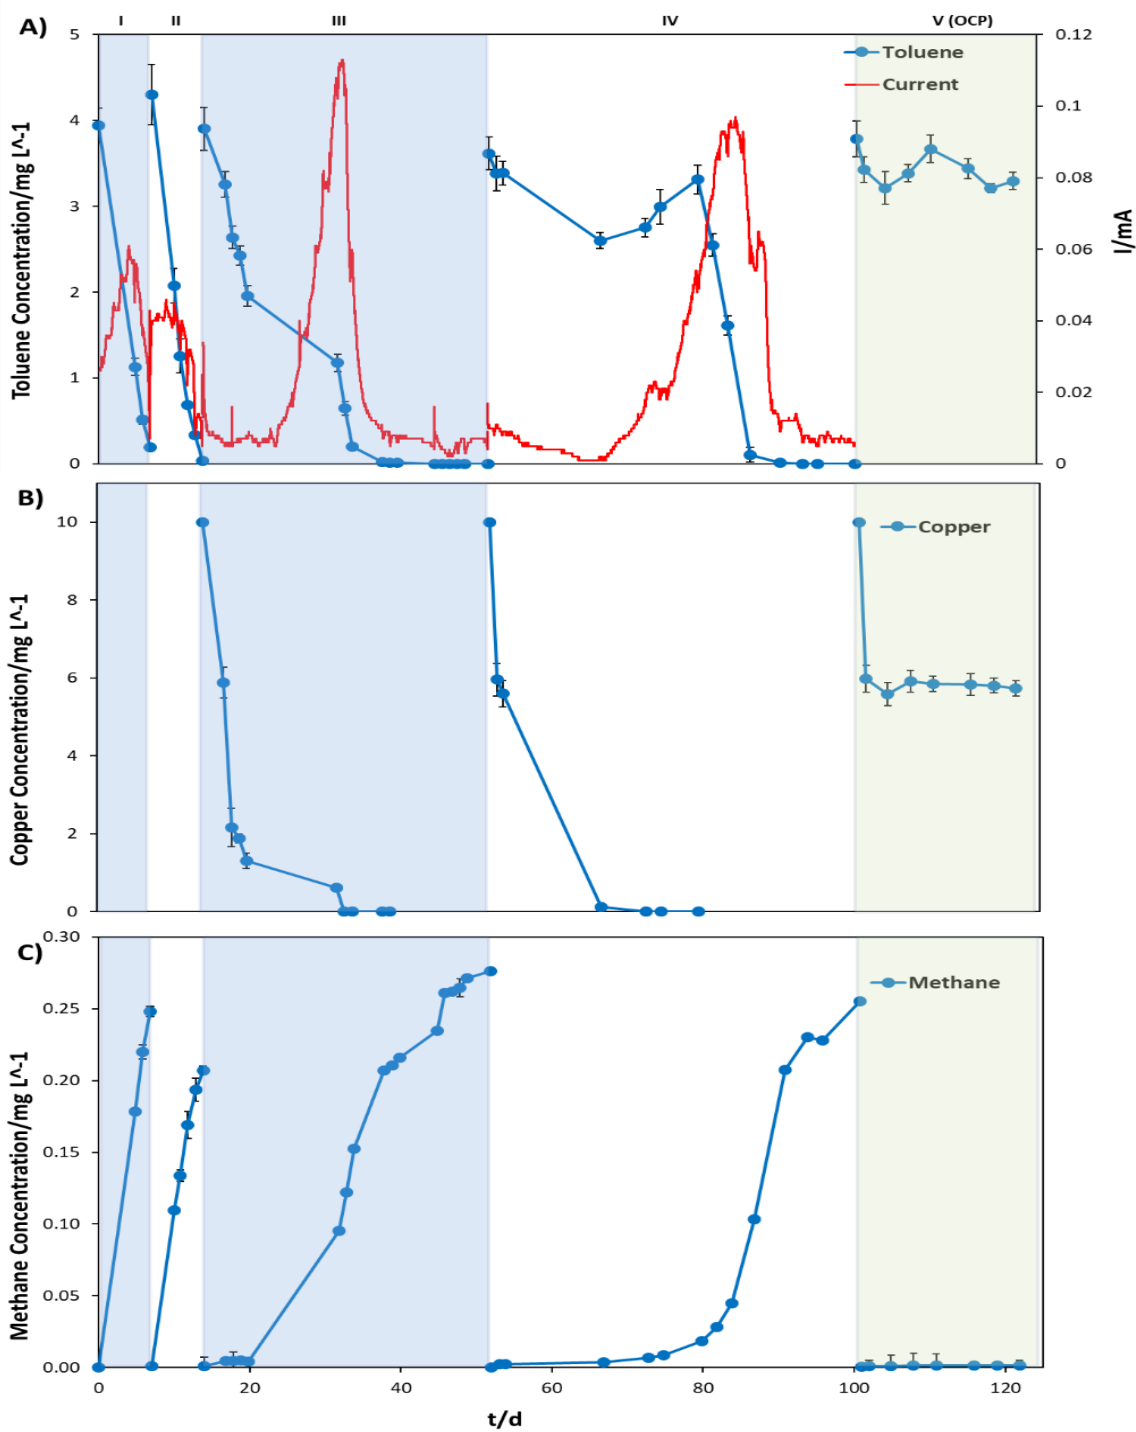 A) I II III IV V (OCP)
5 0.12
Toluene
Current
4 0.1
3 0.08
0.06
2 0.04
1 0.02
0 0
Toluene Concentration/mg L^-1
I/mA
B)
Copper
10
8
6
4
2
0
Copper Concentration/mg L^-1
C)
Methane
0.30
0.25
0.20
0.15
0.10
0.05
0.00
Methane Concentration/mg L^-1
0 20 40 60 80 100 120
t/d